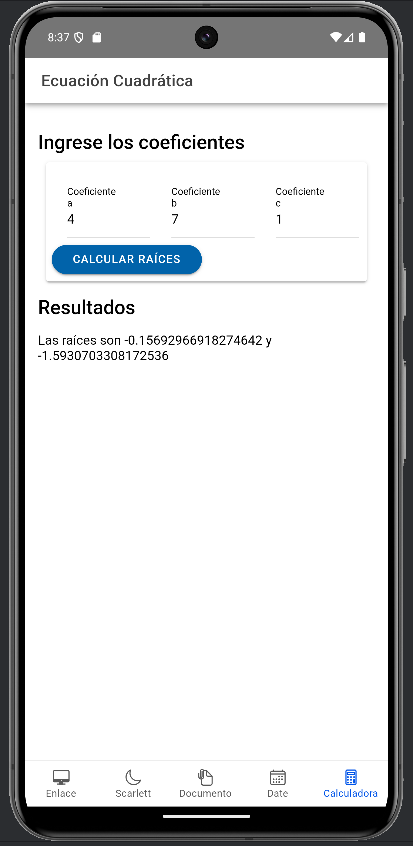 8:37
Ecuación Cuadrática
Ingrese los coeficientes
Coeficiente a
Coeficiente b
Coeficiente c
4
7
1
CALCULAR RAÍCES
Resultados
Las raíces son -0.15692966918274642 y
-1.5930703308172536
Enlace
Scarlett
Documento
Date
Calculadora